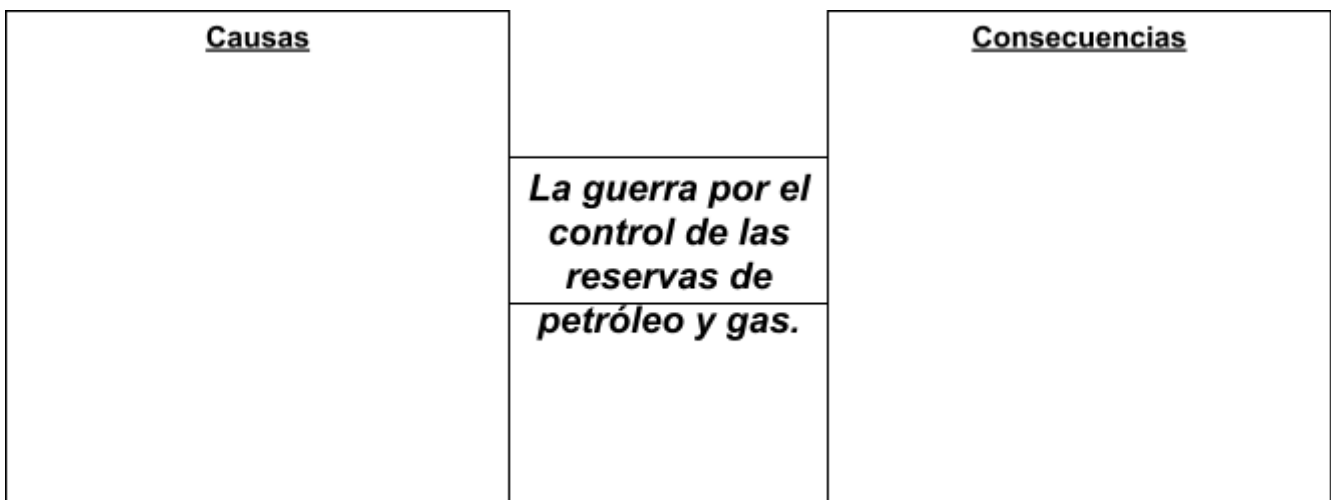 Causas
La guerra por el
control de las
reservas de
petróleo y gas.
Consecuencias